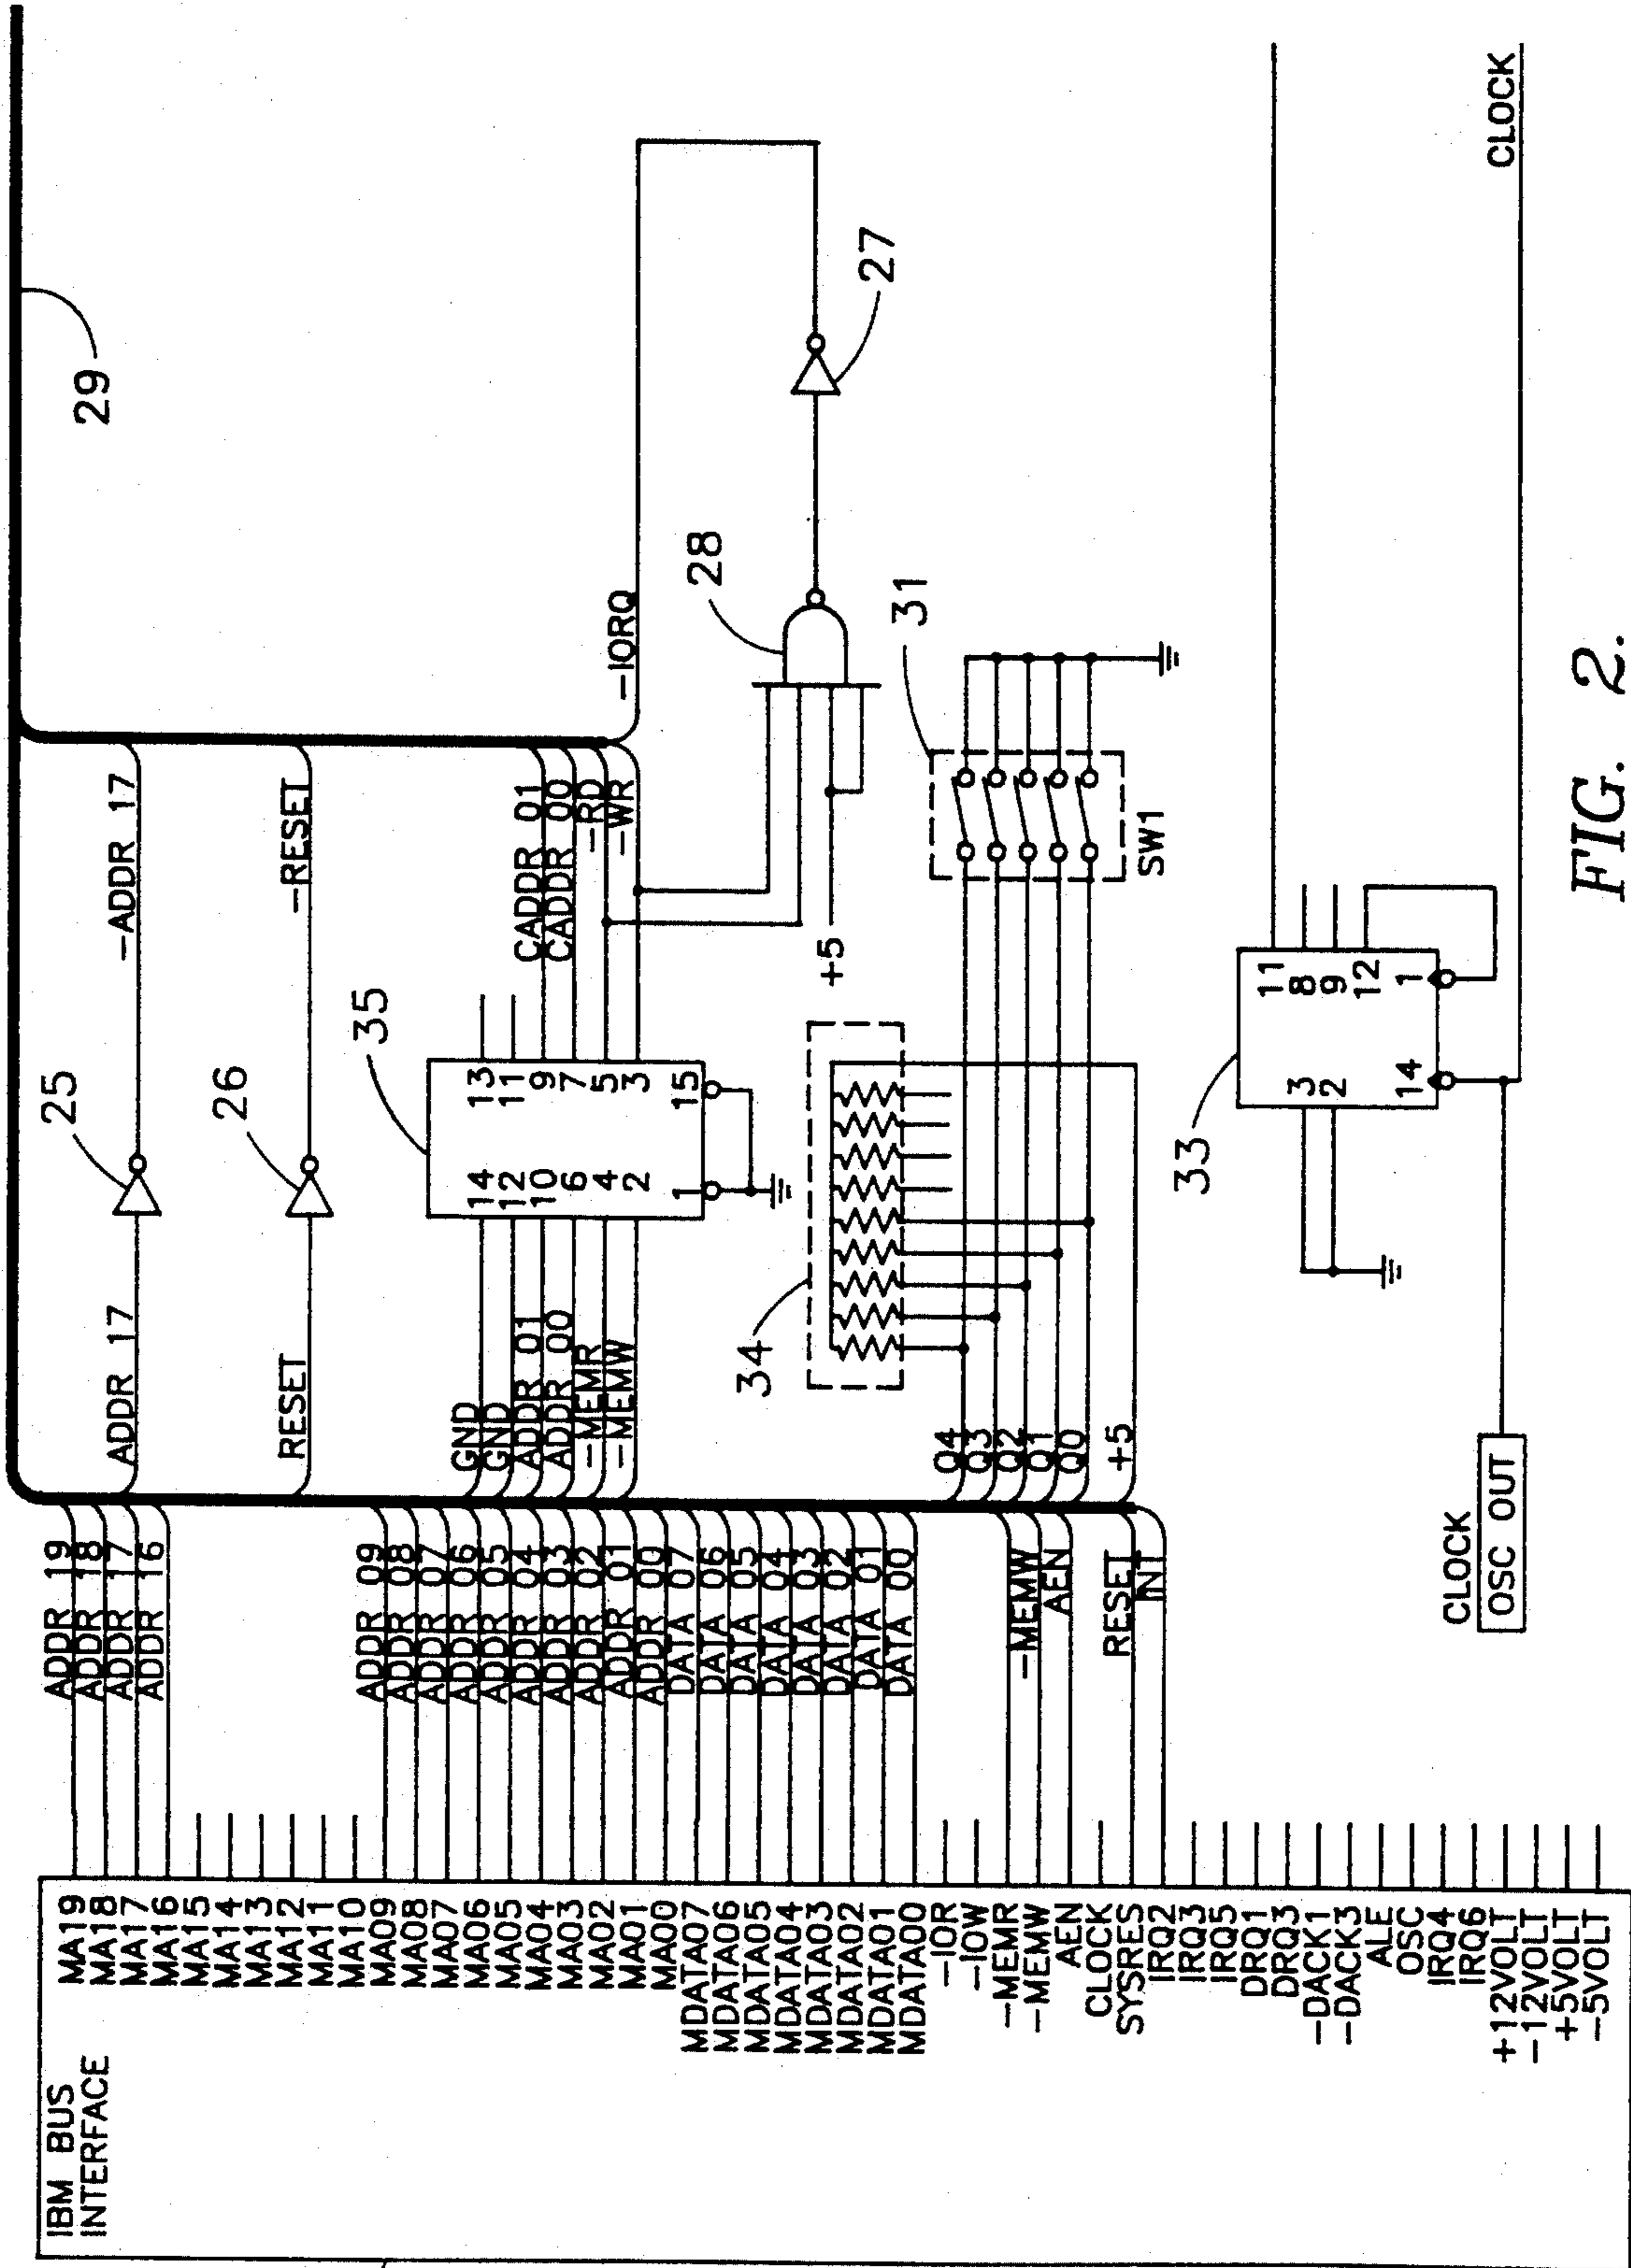 IBM BUS
INTERFACE
MA19
MA18
MA17
MA16
MA15
MA14
MA13
MA12
MA11
MA10
MA09
MA08
MA07
MA06
MA05
MA04
MA03
MA02
MA01
MA00
MDATA07
MDATA06
MDATA05
MDATA04
MDATA03
MDATA02
MDATA01
MDATA00
-IOR
-IOW
-MEMR
-MEMW
AEN
CLOCK
SYSRES
IRQ2
IRQ3
IRQ5
DRQ1
DRQ3
-DACK1
-DACK3
ALE
OSC
IRQ4
IRQ6
+12VOLT
-12VOLT
+5VOLT
-5VOLT
ADDR 19
ADDR 18
ADDR 17
ADDR 16
ADDR 09
ADDR 08
ADDR 07
ADDR 06
ADDR 05
ADDR 04
ADDR 03
ADDR 02
ADDR 01
ADDR 00
DATA 07
DATA 06
DATA 05
DATA 04
DATA 03
DATA 02
DATA 01
DATA 00
-MEMW
AEN
RESET
INT
ADDR 17
25
-ADDR 17
29
RESET
26
-RESET
GND
GND
ADDR 01
ADDR 00
-MEMR
-MEMW
35
14 13
12 11
10 9
6 7
4 5
2 3
1 15
CADDR 01
CADDR 00
-RD
-WR
-IORQ
28
27
+5
34
31
Q4
Q3
Q2
Q1
Q0
+5
SW1
33
11
8
3 9
2 12
14 1
CLOCK
OSC OUT
CLOCK
FIG. 2.